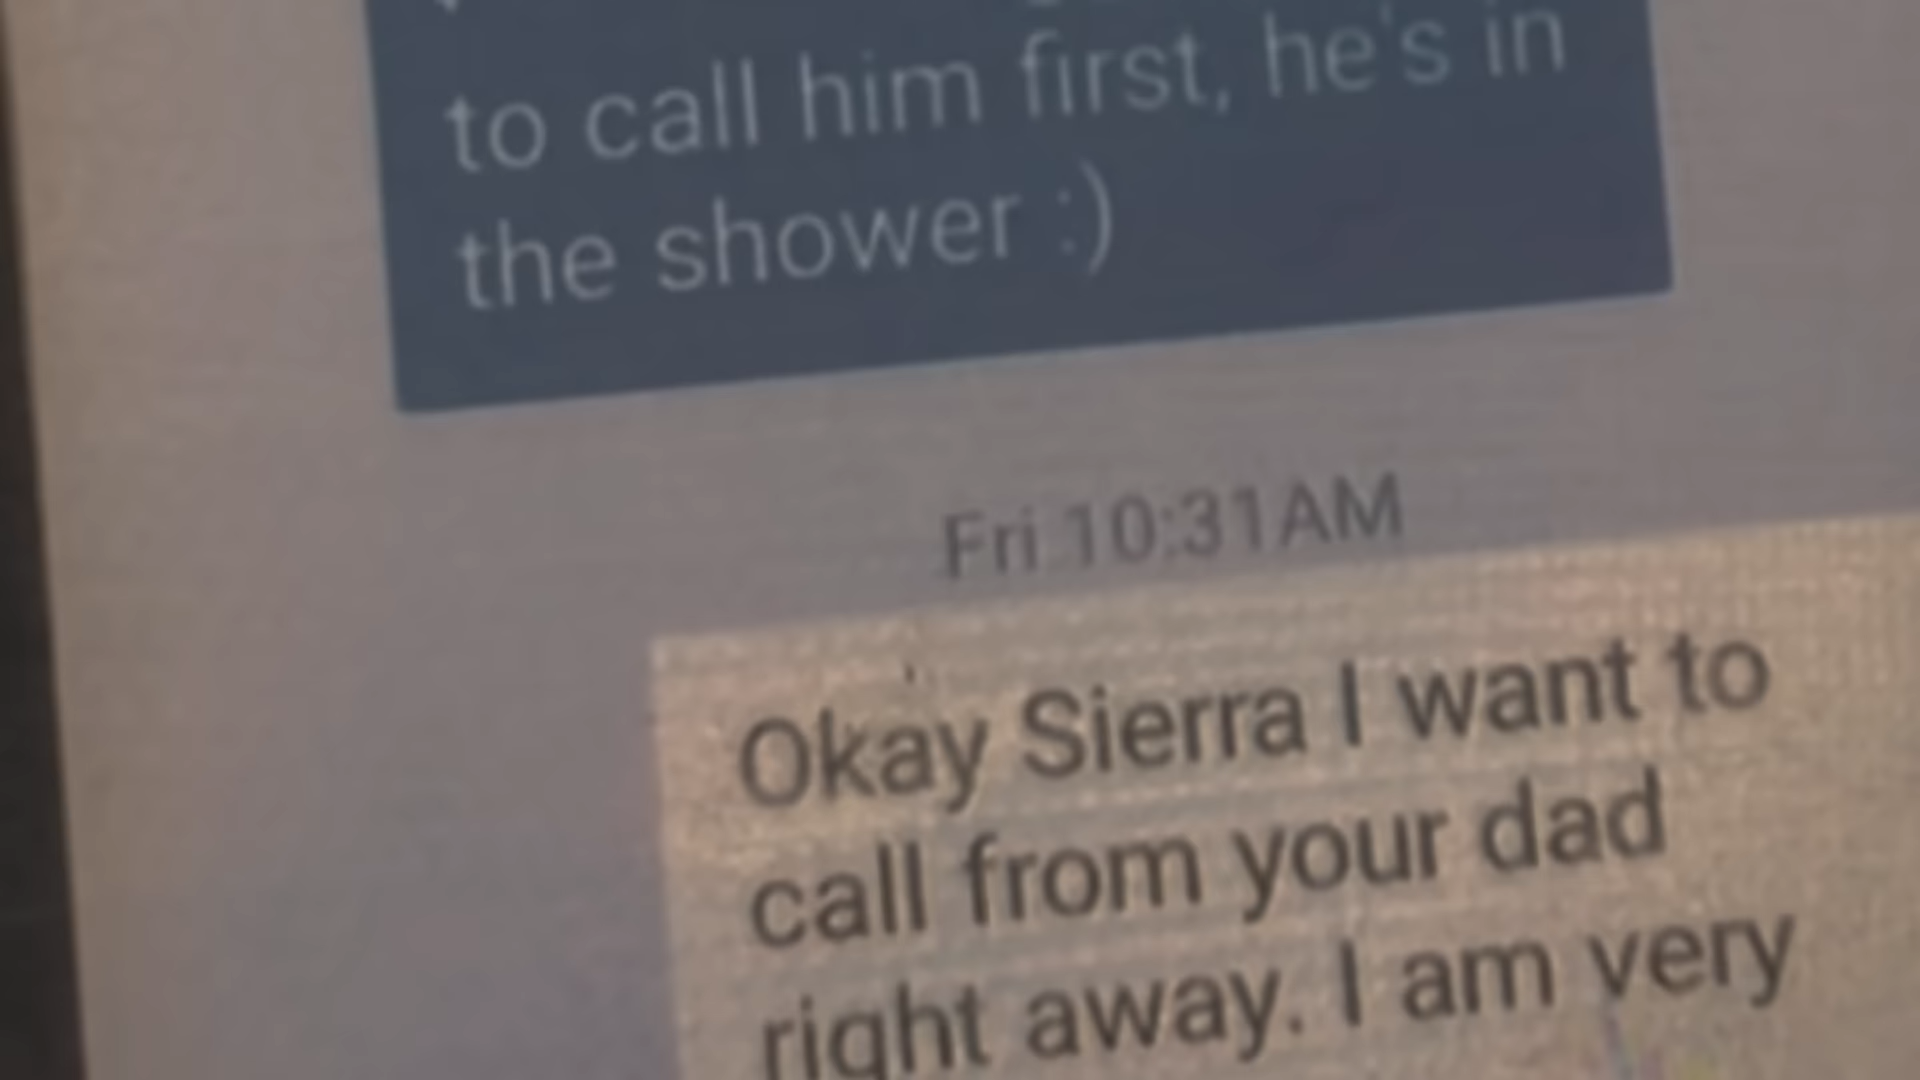 to call him first, he's in
the shower :)
Fri 10:31AM
Okay Sierra I want to
call from your dad
right away. I am very